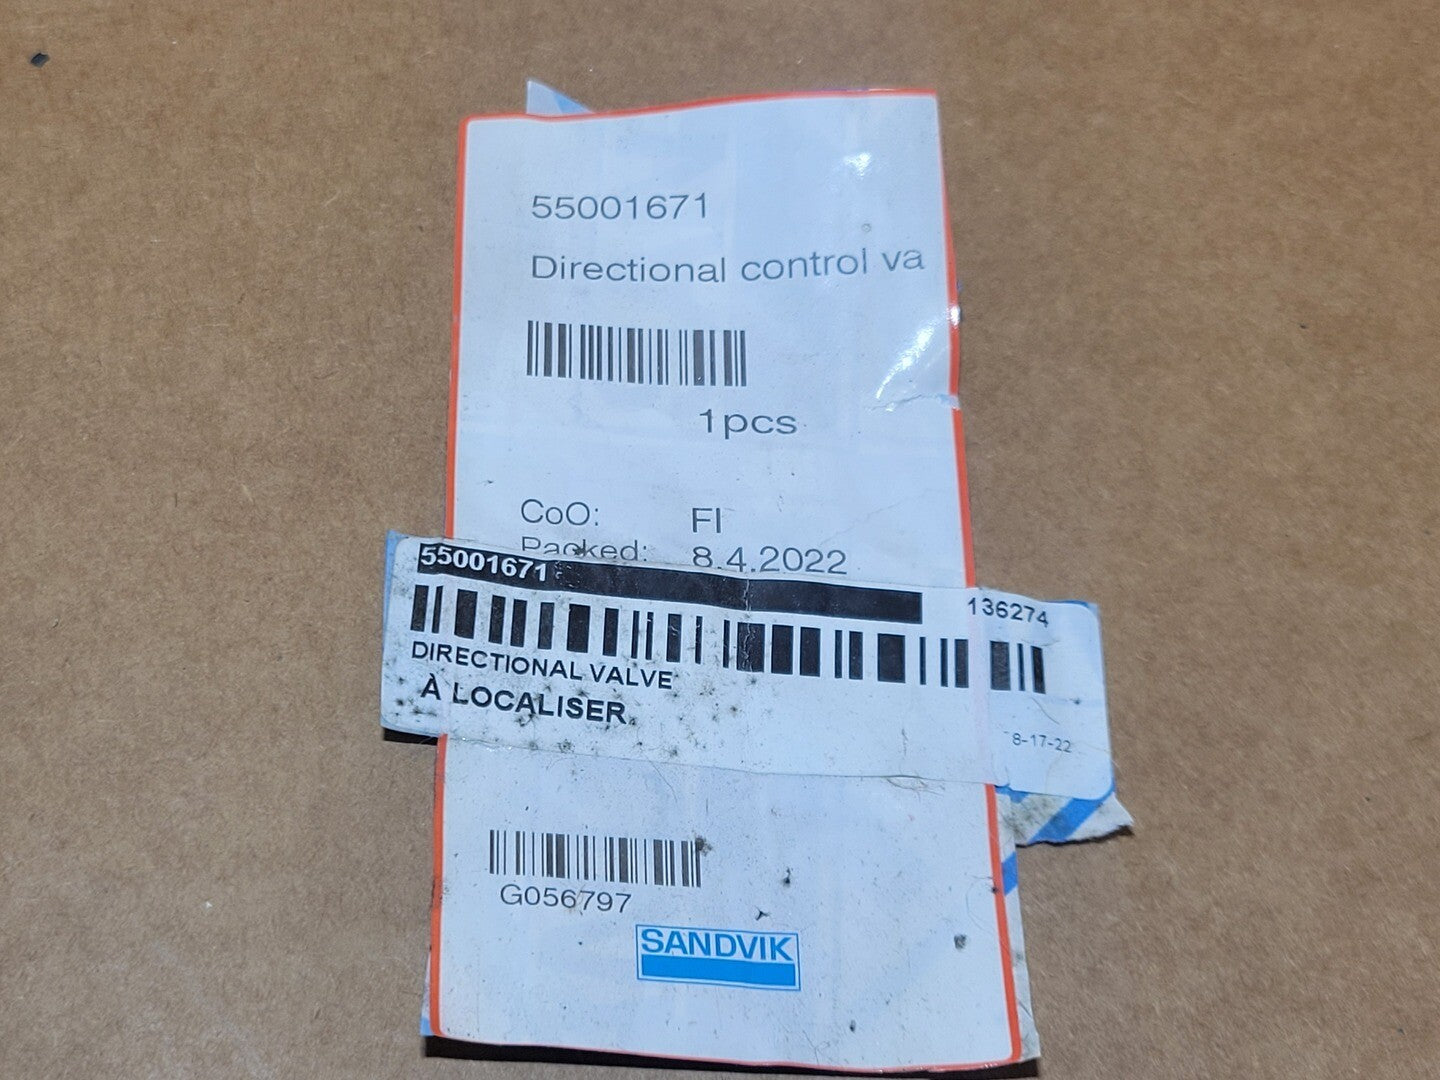 55001671
Directional control va
1pcs
CoO: FI
Packed: 8.4.2022
55001671
136274
DIRECTIONAL VALVE
À LOCALISER
8-17-22
G056797
SANDVIK